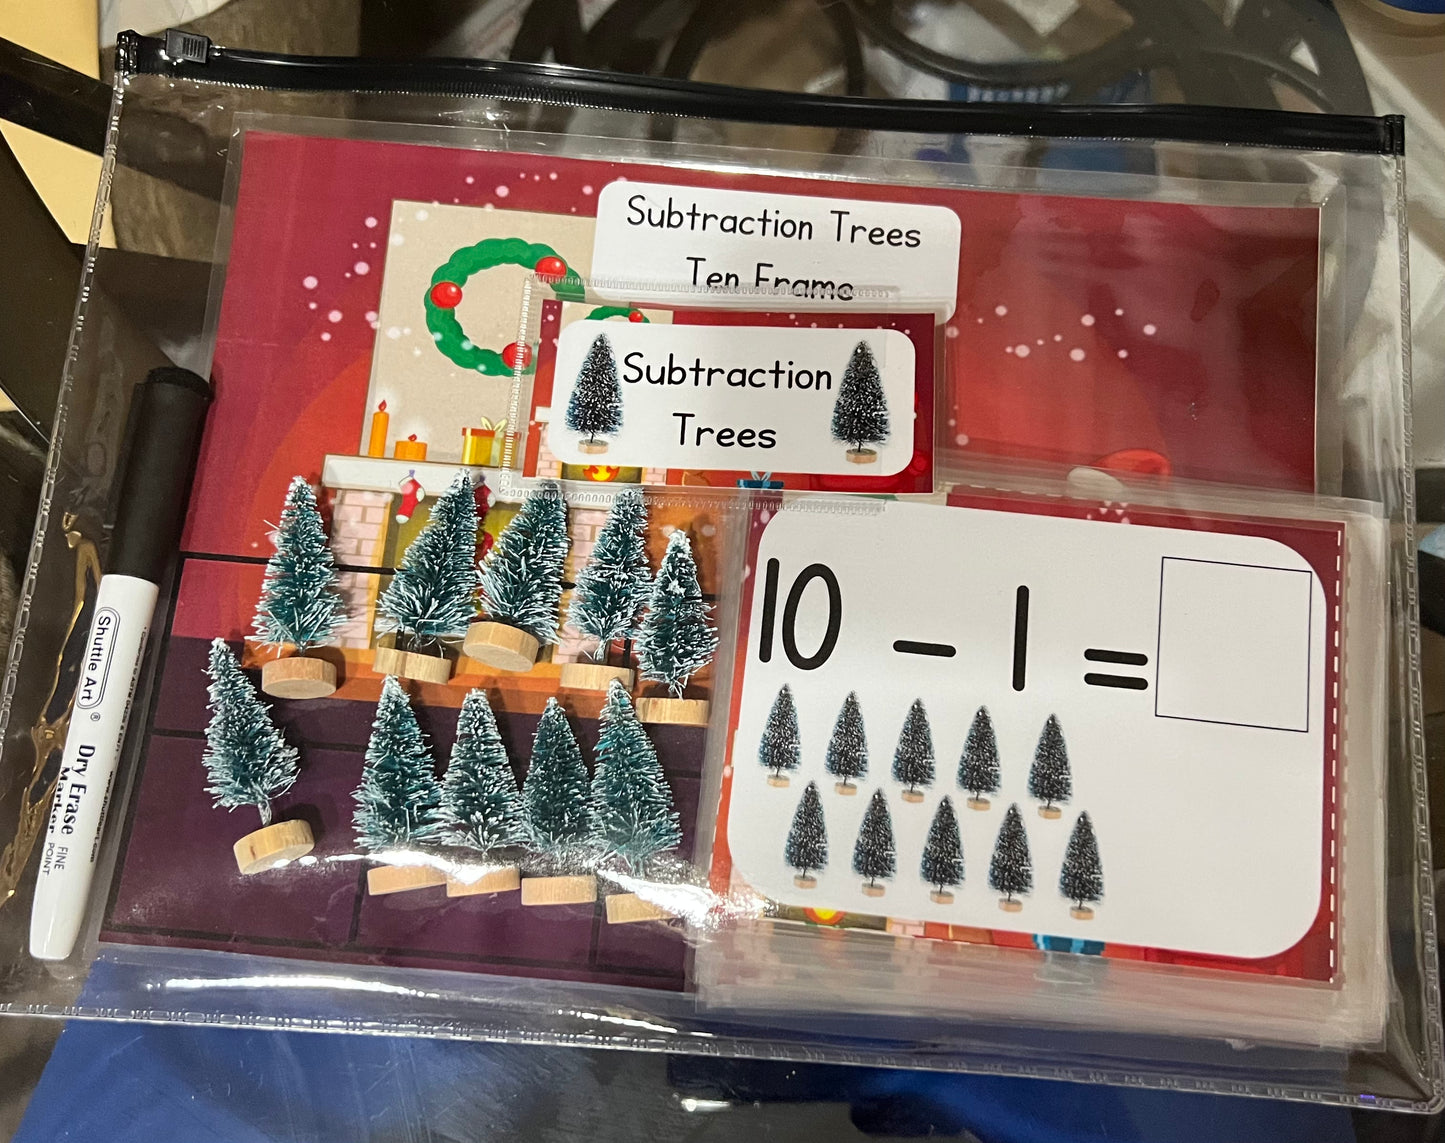 Subtraction Trees
Ten Frame
Subtraction
Trees
10 - 1 =
Shuttle Art ®
Dry Erase
Marker
FINE
POINT